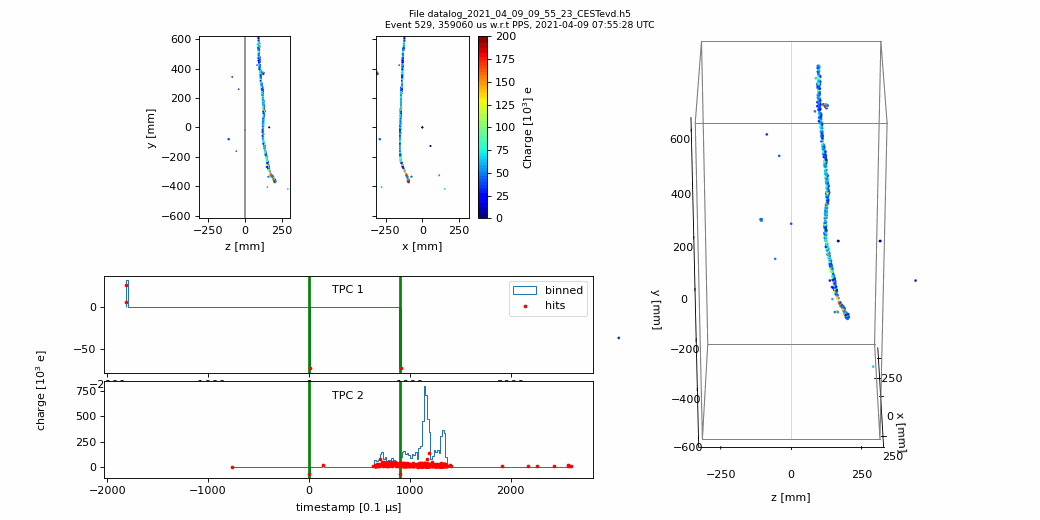 File datalog_2021_04_09_09_55_23_CESTevd.h5
Event 529, 359060 us w.r.t PPS, 2021-04-09 07:55:28 UTC
600
400
200
0
−200
−400
−600
y [mm]
−250 0 250
z [mm]
−250 0 250
x [mm]
200
175
150
125
100
75
50
25
0
Charge [10³] e
TPC 1
binned
hits
0
−50
TPC 2
750
500
250
0
charge [10³ e]
−2000 −1000 0 1000 2000
timestamp [0.1 µs]
600
400
200
0
−200
−400
−600
y [mm]
−250 0 250
z [mm]
−250
0
250
x [mm]